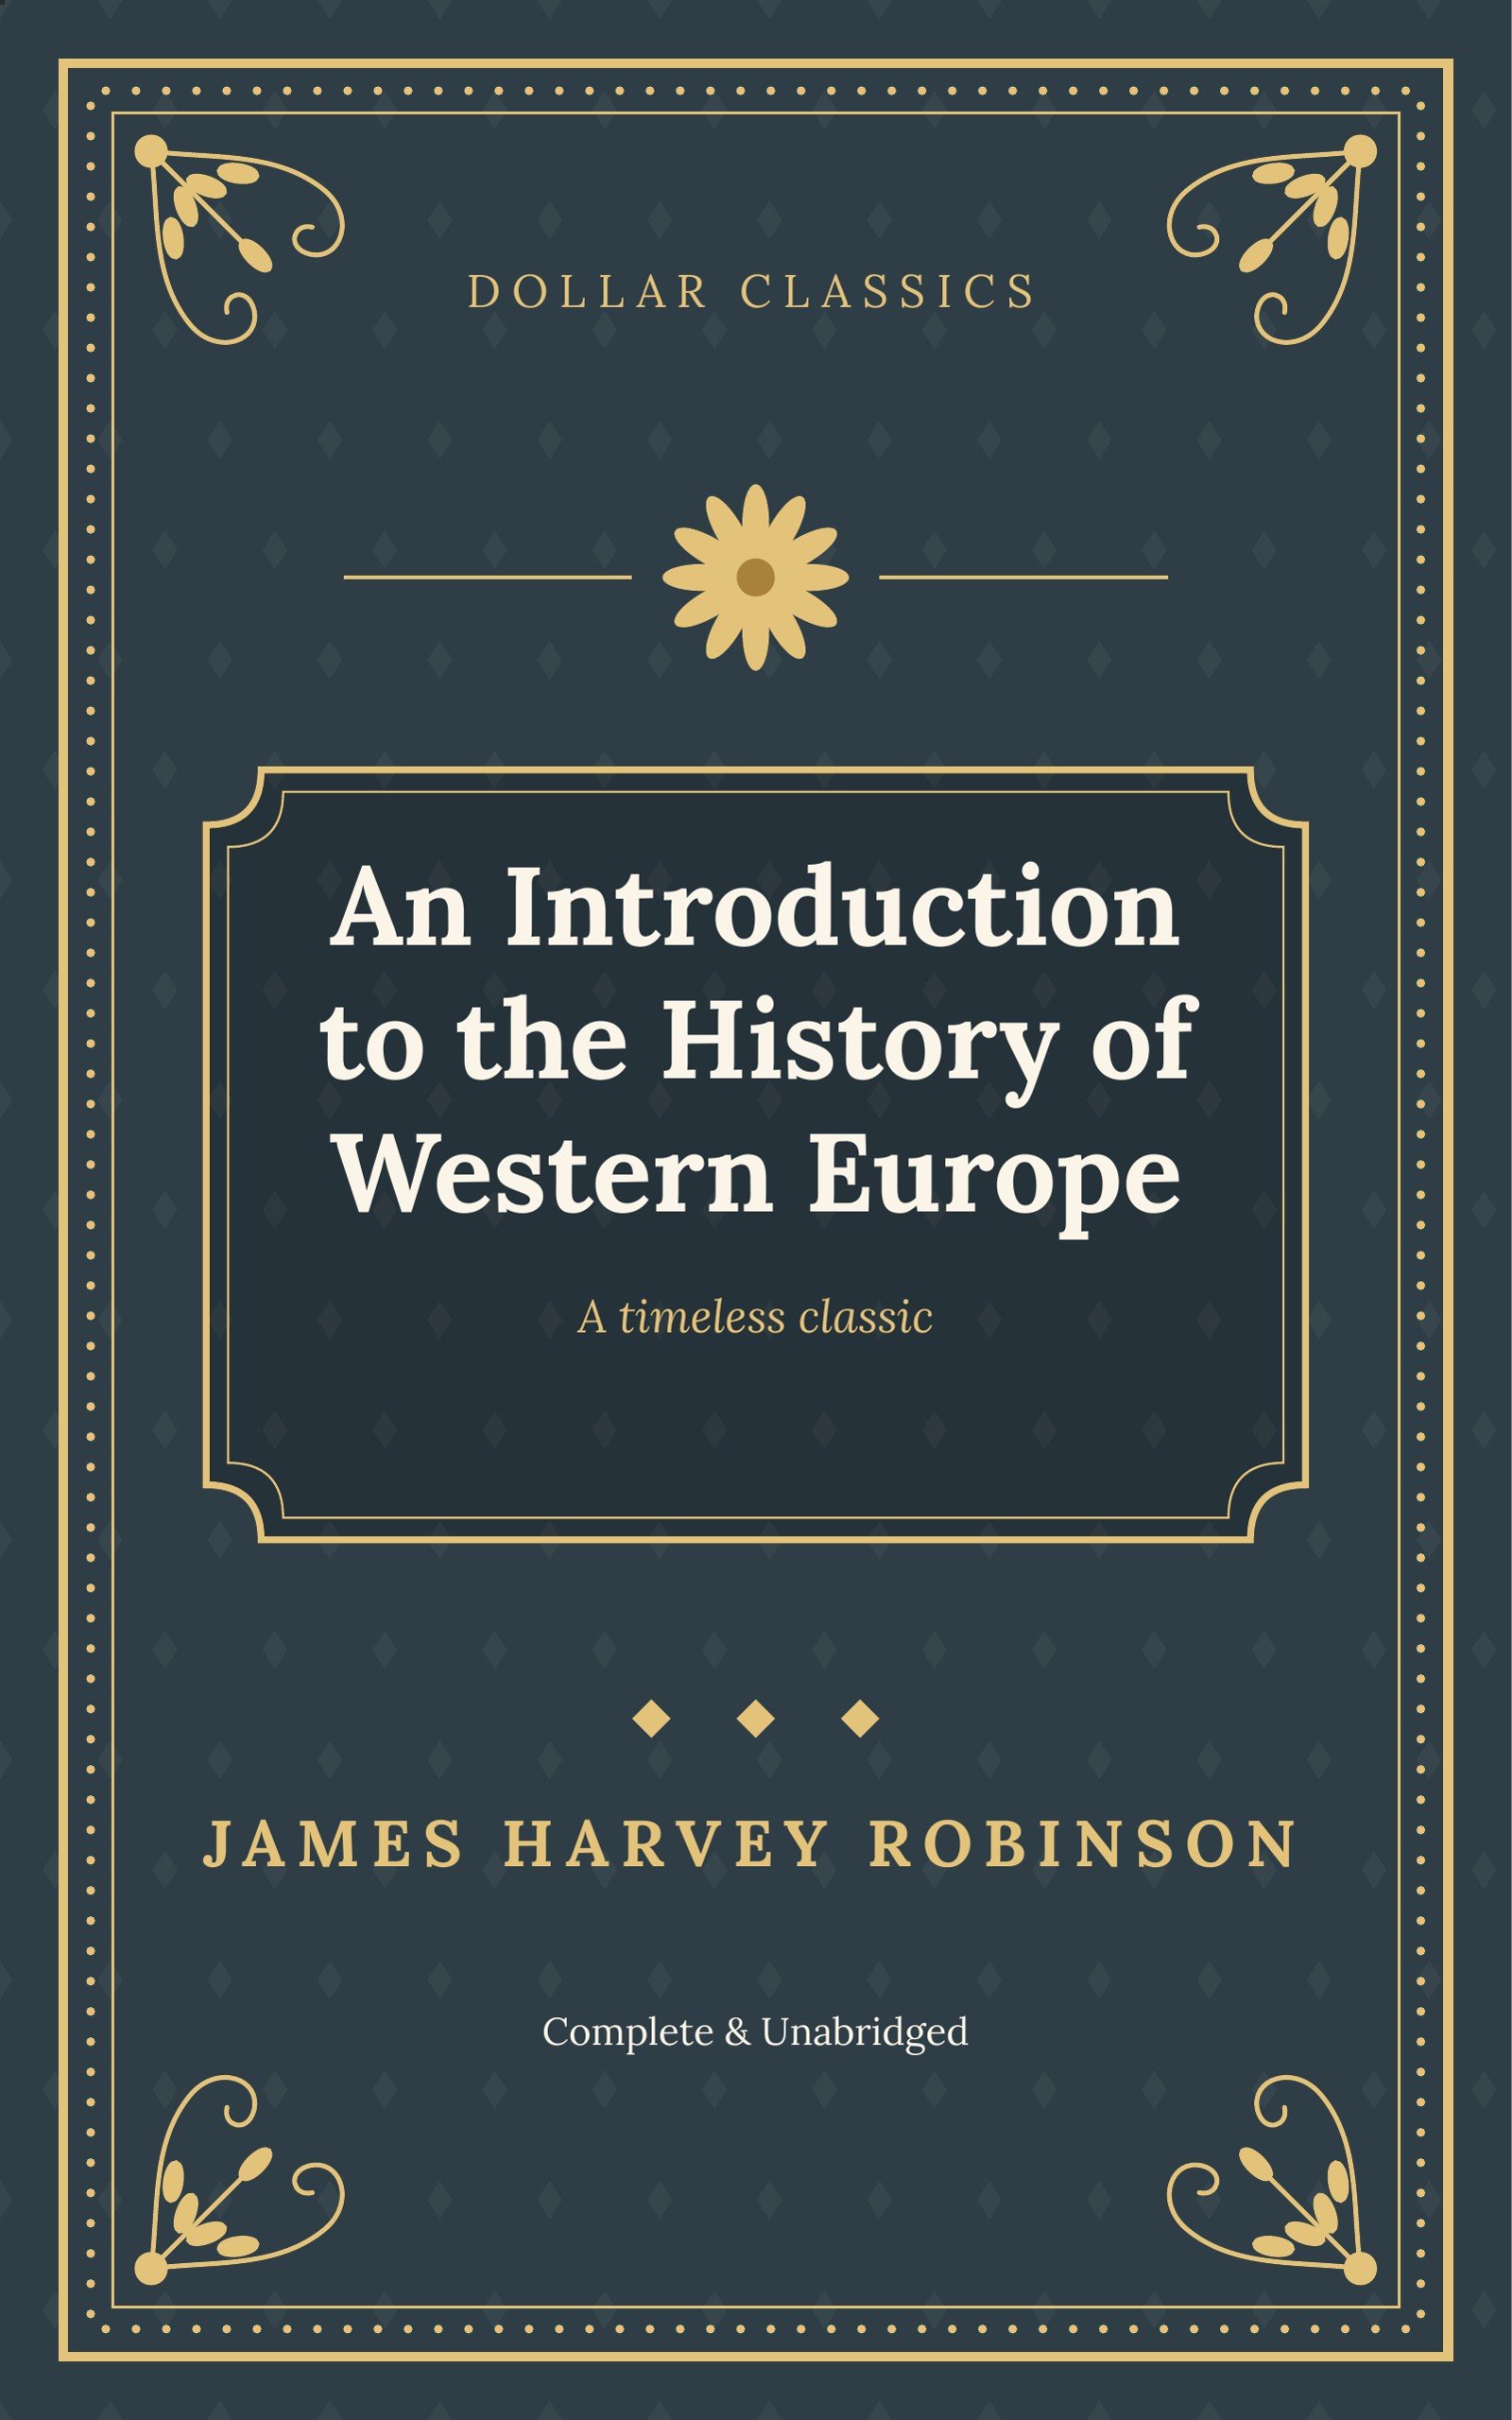 DOLLAR CLASSICS
An Introduction
to the History of
Western Europe
A timeless classic
JAMES HARVEY ROBINSON
Complete & Unabridged